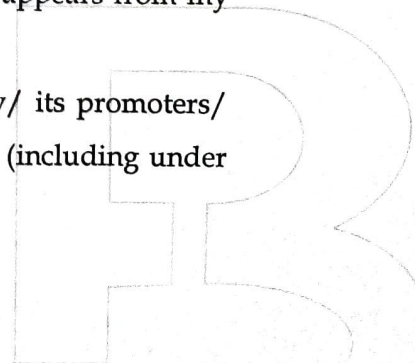 appears from my
y/ its promoters/
(including under